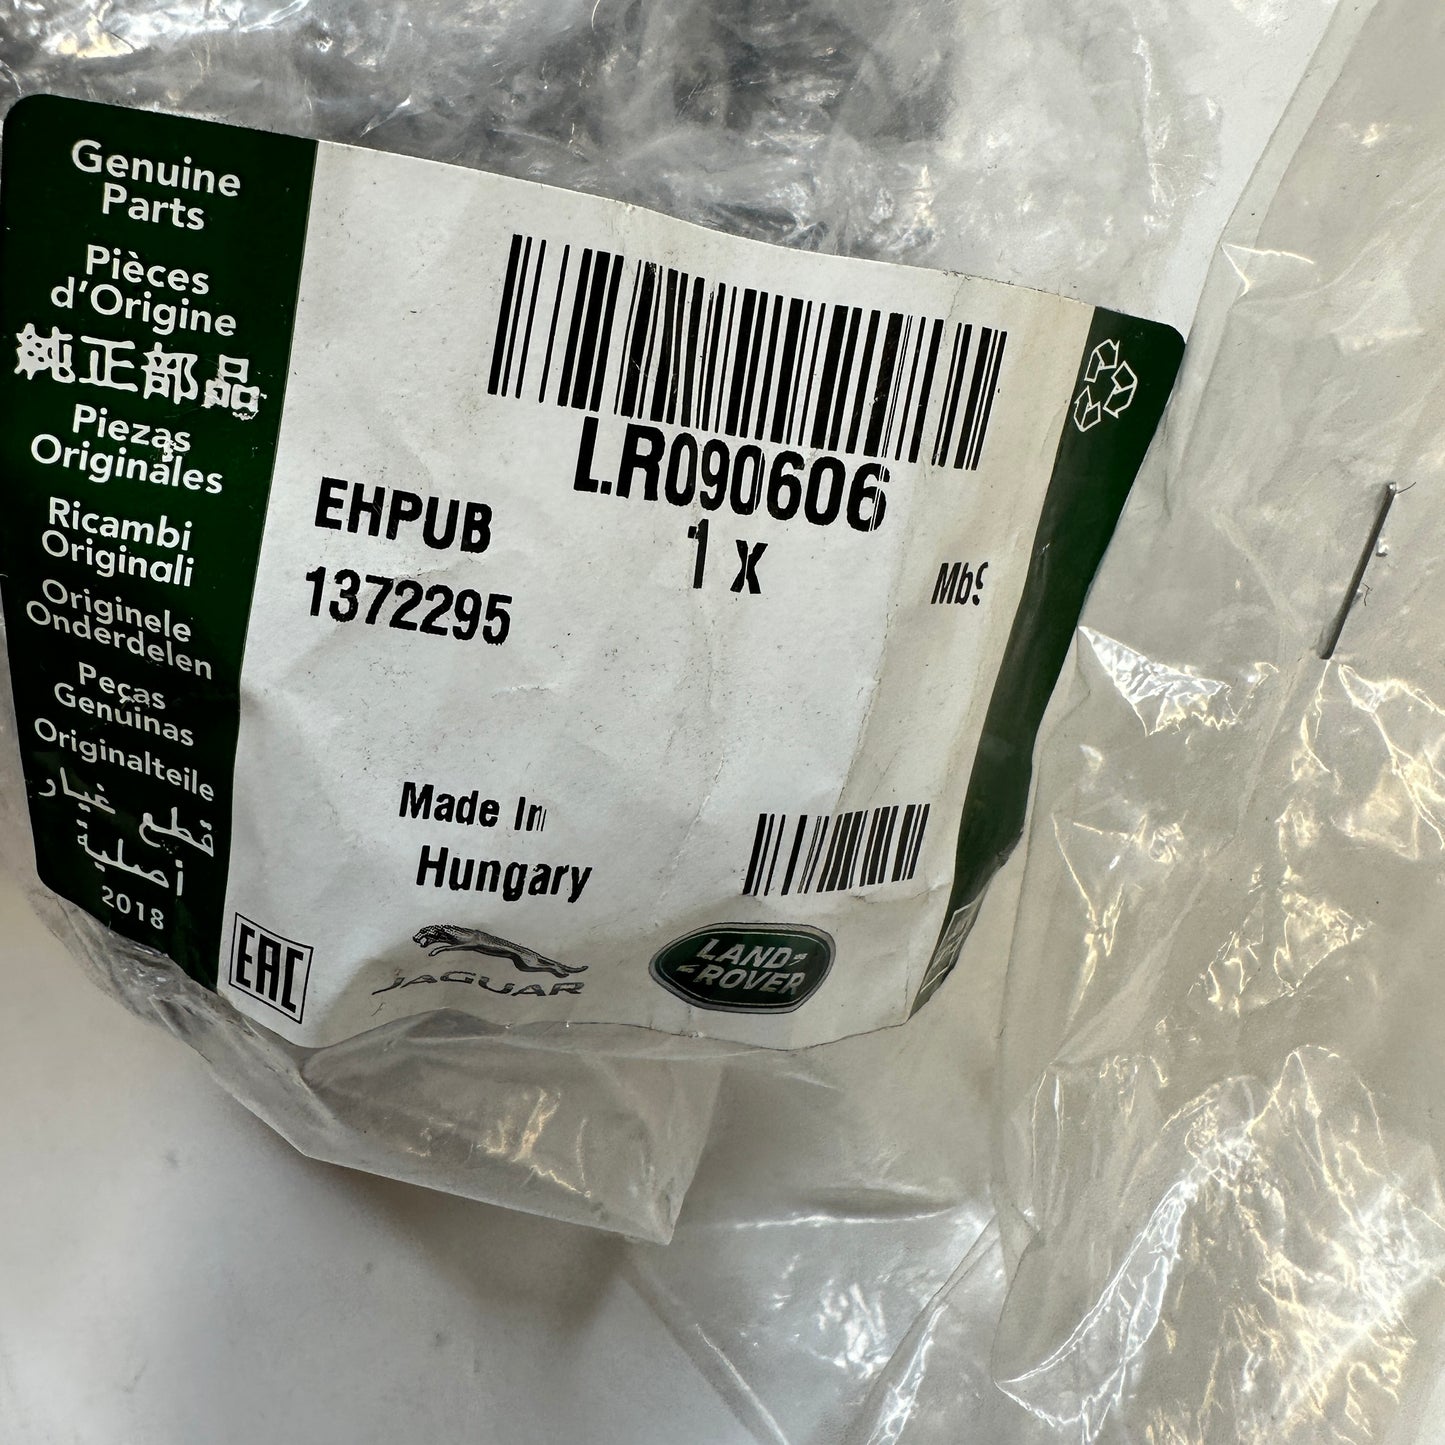 Genuine
Parts
Pièces
d'Origine
純正部品
Piezas
Originales
Ricambi
Originali
Originele
Onderdelen
Peças
Genuinas
Originalteile
قطع غيار
أصلية
2018
LR090606
1 x
EHPUB
1372295
Made In
Hungary
EAC
JAGUAR
LAND-
-ROVER